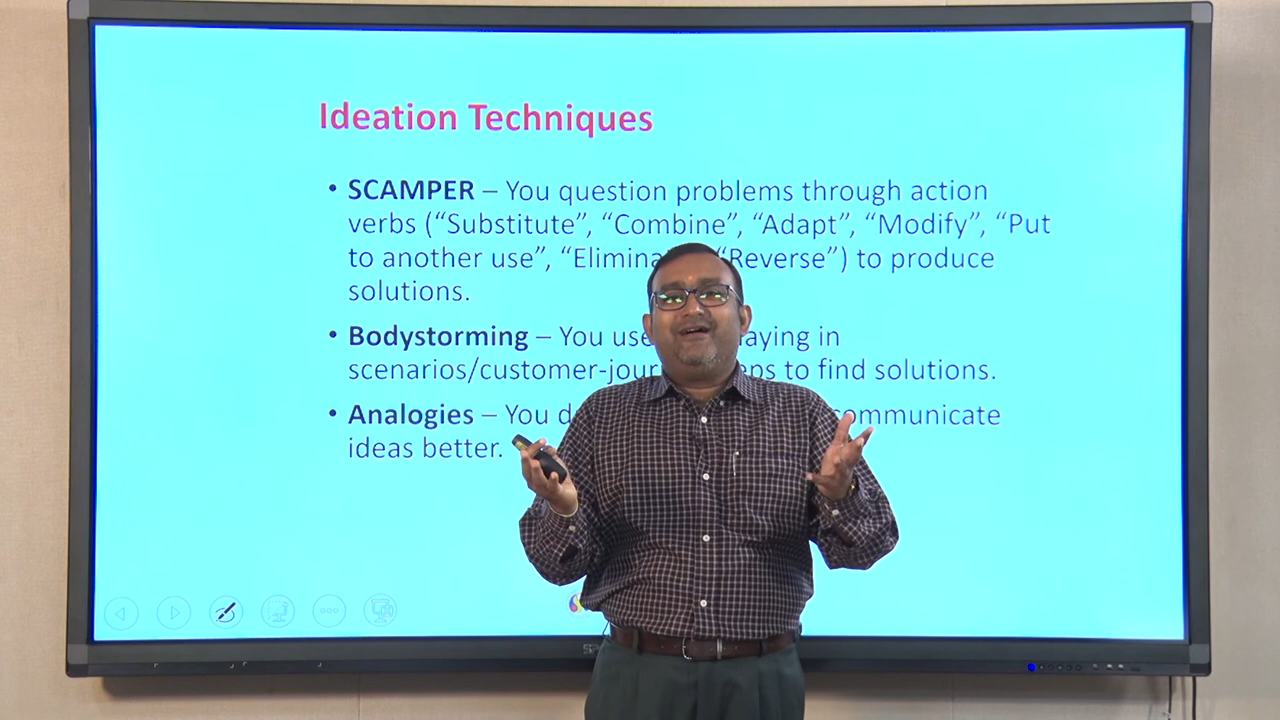 Ideation Techniques
• SCAMPER – You question problems through action
verbs (“Substitute”, “Combine”, “Adapt”, “Modify”, “Put
to another use”, “Elimina “Reverse”) to produce
solutions.
• Bodystorming – You use aying in
scenarios/customer-jour eps to find solutions.
• Analogies – You d communicate
ideas better.